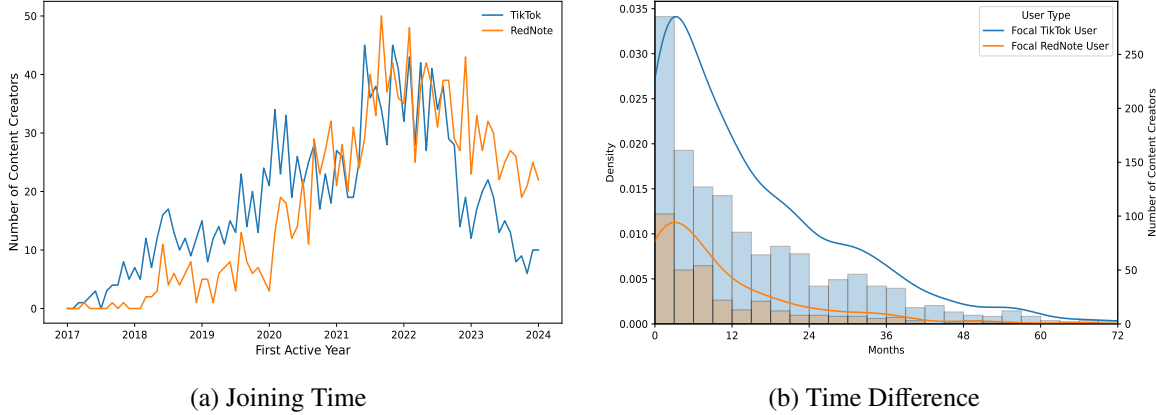 50
40
30
20
10
0
Number of Content Creators
TikTok
RedNote
2017 2018 2019 2020 2021 2022 2023 2024
First Active Year
(a) Joining Time
0.035
0.030
0.025
0.020
0.015
0.010
0.005
0.000
Density
User Type
Focal TikTok User
Focal RedNote User
250
200
150
100
50
0
Number of Content Creators
0 12 24 36 48 60 72
Months
(b) Time Difference